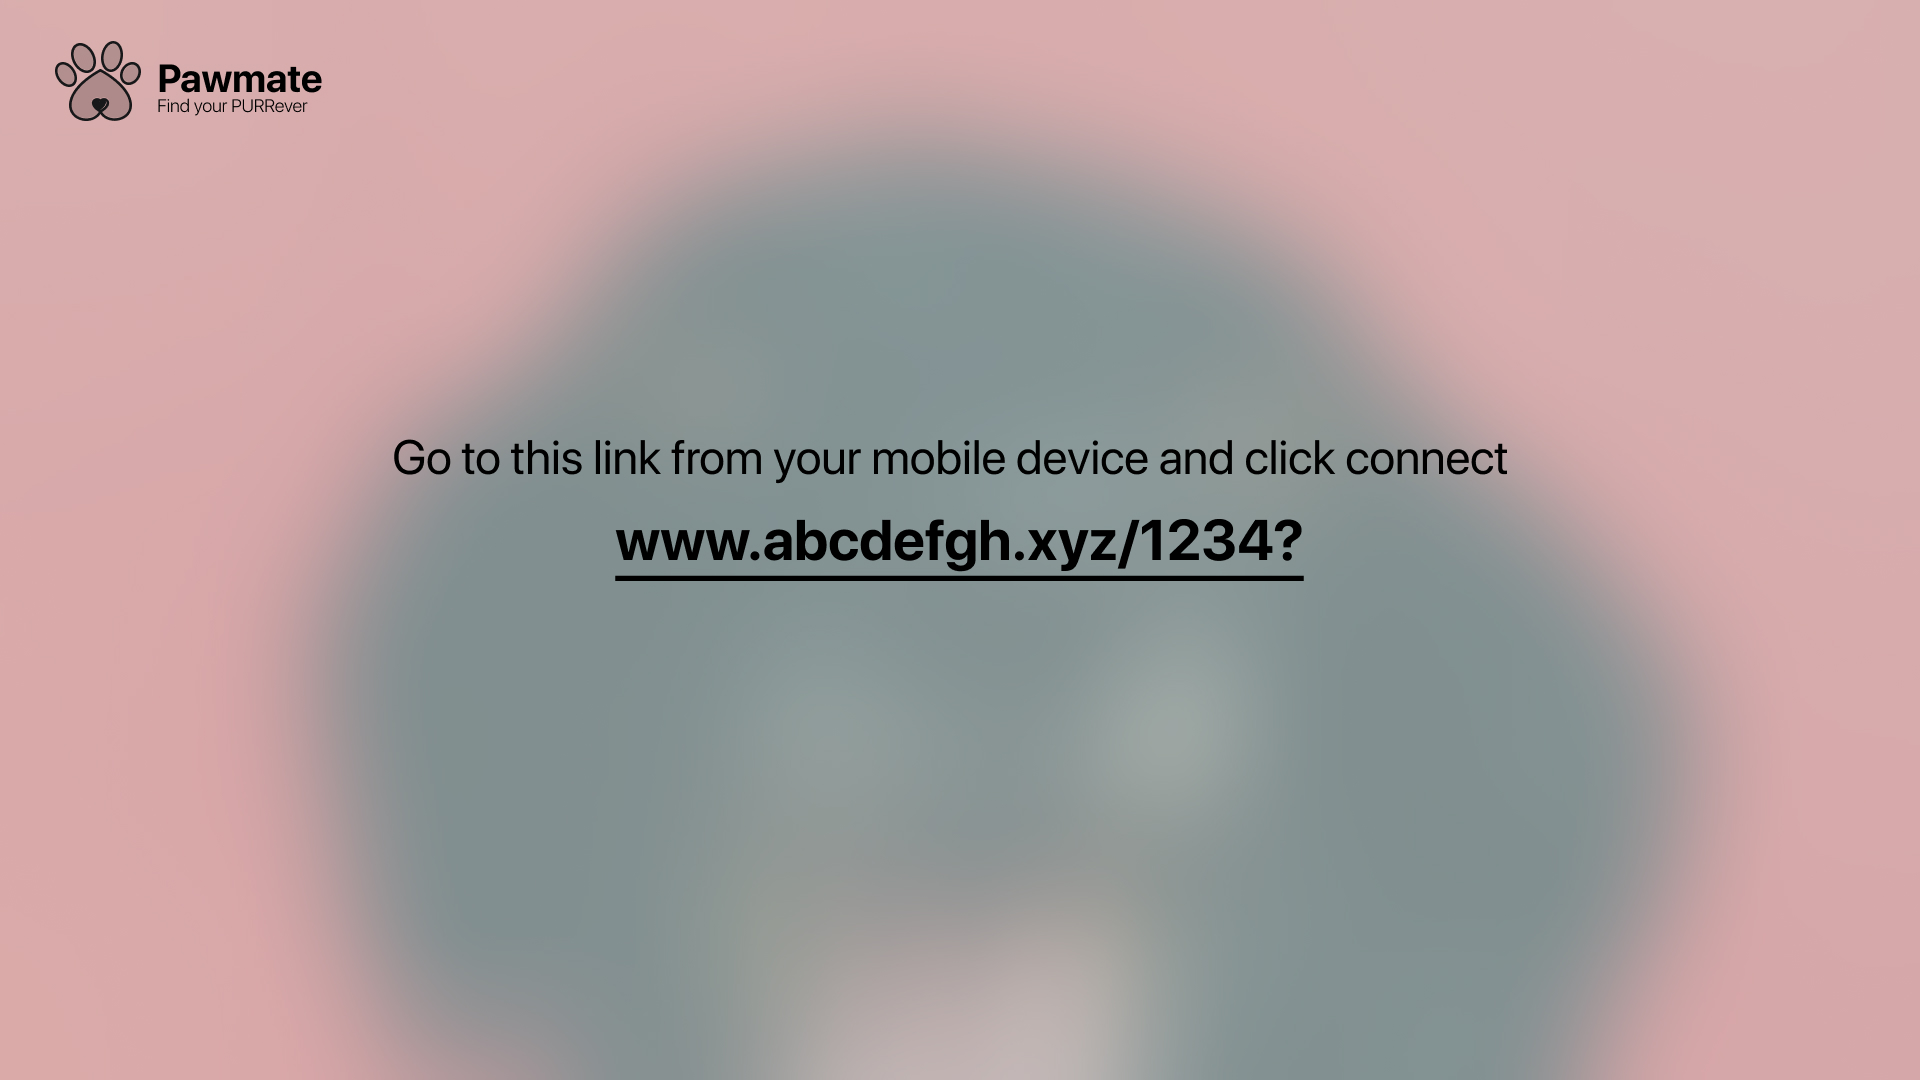 Pawmate
Find your PURRever
Go to this link from your mobile device and click connect
www.abcdefgh.xyz/1234?